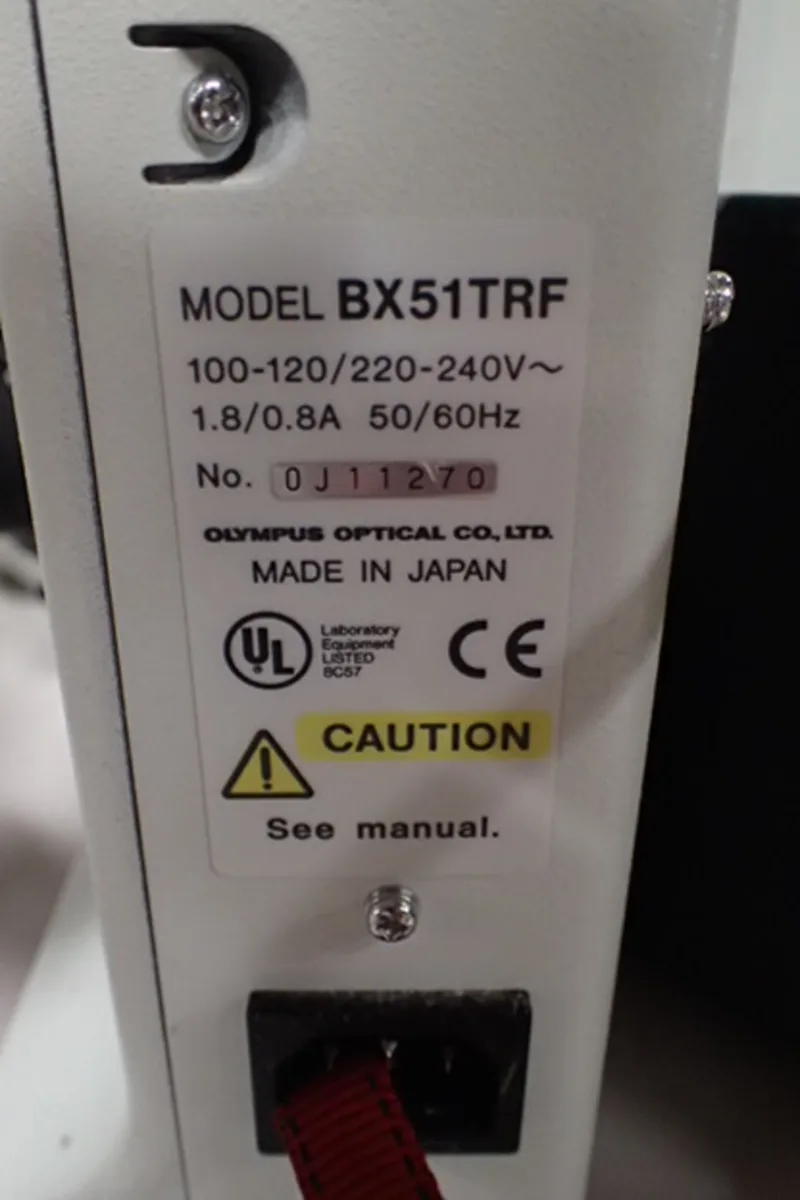 MODEL BX51TRF
100-120/220-240V～
1.8/0.8A 50/60Hz
No. 0J11270
OLYMPUS OPTICAL CO., LTD.
MADE IN JAPAN
UL
Laboratory
Equipment
LISTED
8C57
CE
CAUTION
!
See manual.